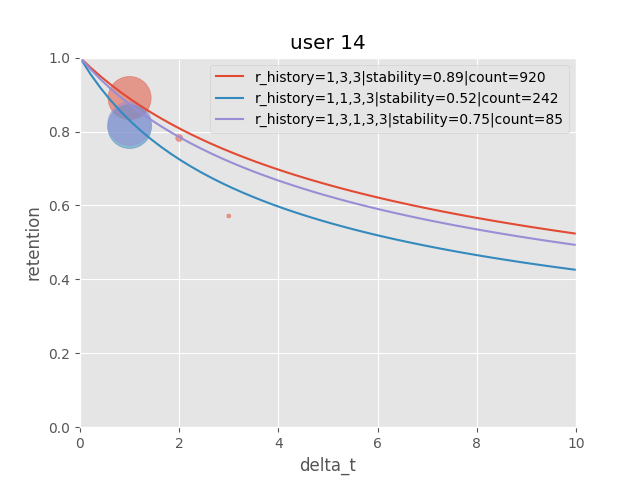 user 14
r_history=1,3,3|stability=0.89|count=920
r_history=1,1,3,3|stability=0.52|count=242
r_history=1,3,1,3,3|stability=0.75|count=85
1.0
0.8
0.6
0.4
0.2
0.0
retention
0 2 4 6 8 10
delta_t